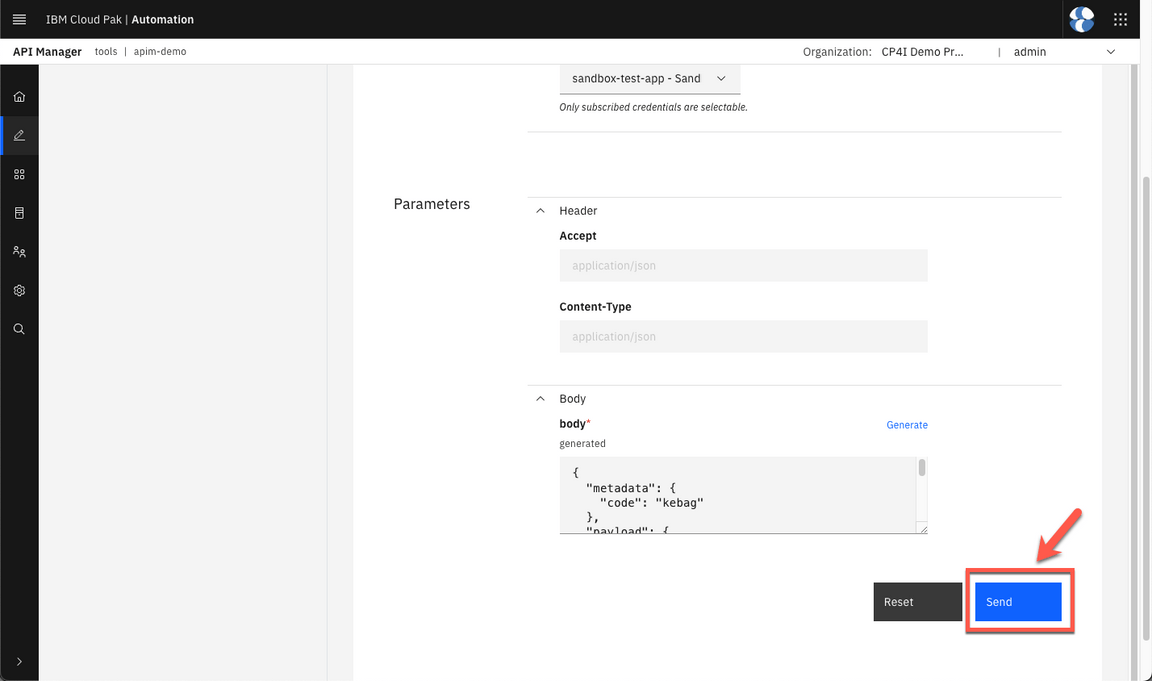 IBM Cloud Pak | Automation
API Manager tools | apim-demo Organization: CP4I Demo Pr... | admin
sandbox-test-app - Sand
Only subscribed credentials are selectable.
Parameters
Header
Accept
application/json
Content-Type
application/json
Body
body* Generate
generated
{
"metadata": {
"code": "kebag"
},
"payload": {
Reset Send